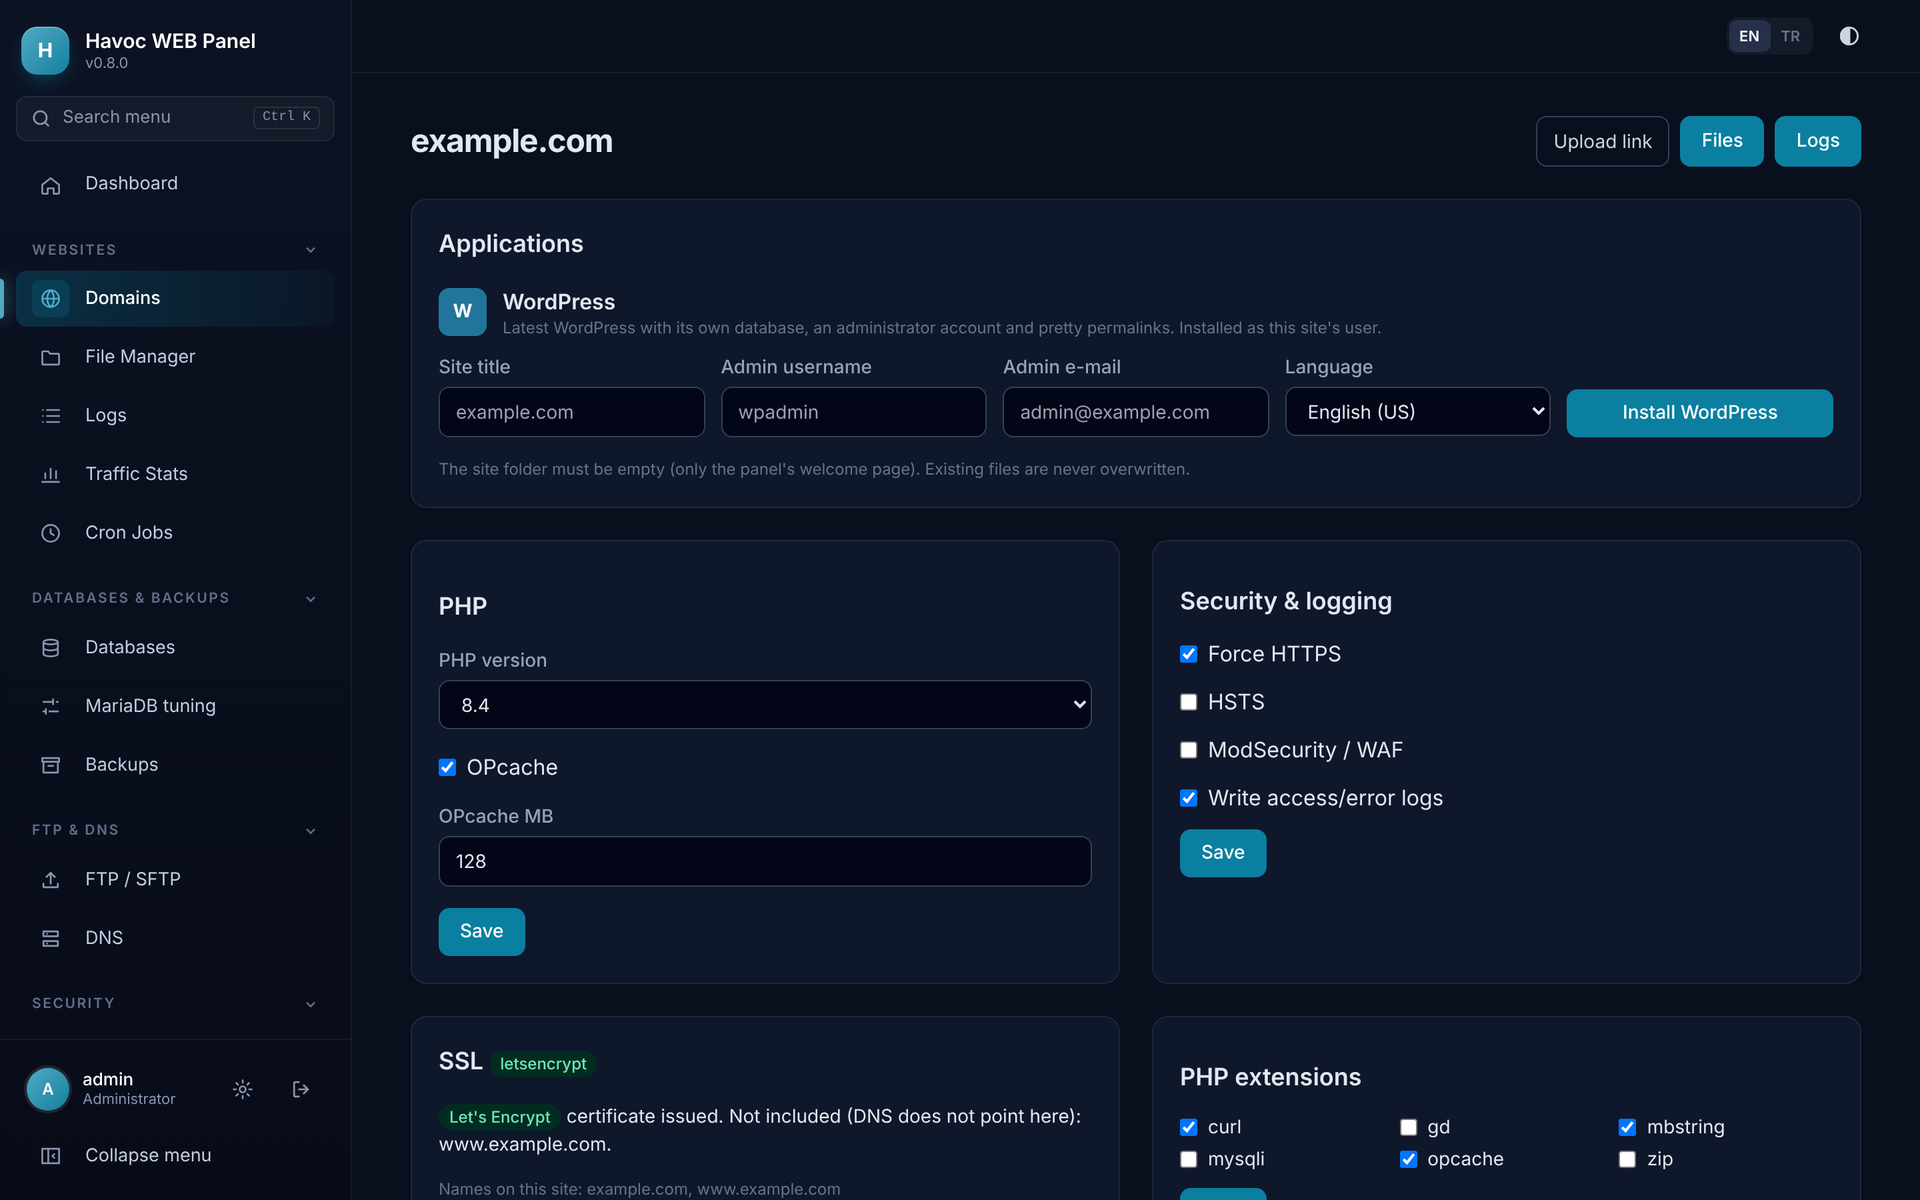 H
Havoc WEB Panel
v0.8.0
Search menu
Ctrl K
Dashboard
WEBSITES
Domains
File Manager
Logs
Traffic Stats
Cron Jobs
DATABASES & BACKUPS
Databases
MariaDB tuning
Backups
FTP & DNS
FTP / SFTP
DNS
SECURITY
A
admin
Administrator
Collapse menu
EN TR
example.com
Upload link
Files
Logs
Applications
W
WordPress
Latest WordPress with its own database, an administrator account and pretty permalinks. Installed as this site's user.
Site title
Admin username
Admin e-mail
Language
example.com
wpadmin
admin@example.com
English (US)
Install WordPress
The site folder must be empty (only the panel's welcome page). Existing files are never overwritten.
PHP
PHP version
8.4
OPcache
OPcache MB
128
Save
Security & logging
Force HTTPS
HSTS
ModSecurity / WAF
Write access/error logs
Save
SSL letsencrypt
Let's Encrypt certificate issued. Not included (DNS does not point here):
www.example.com.
Names on this site: example.com, www.example.com
PHP extensions
curl
gd
mbstring
mysqli
opcache
zip